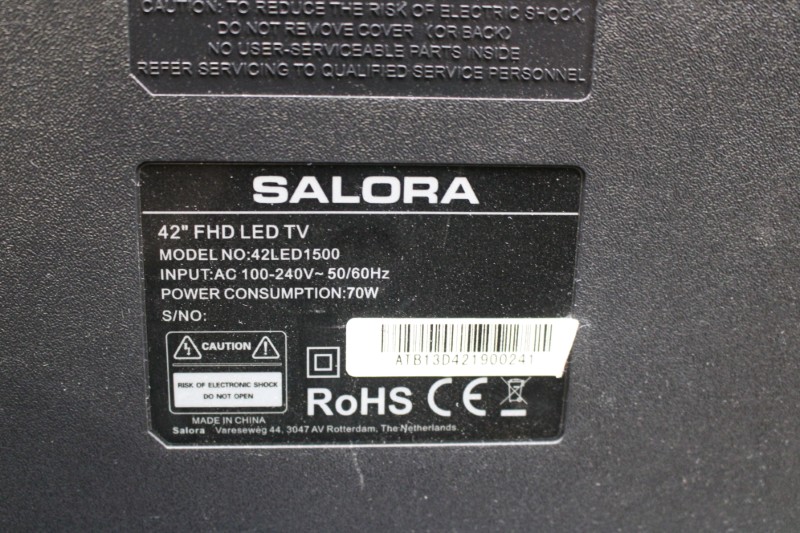 CAUTION: TO REDUCE THE RISK OF ELECTRIC SHOCK,
DO NOT REMOVE COVER (OR BACK)
NO USER-SERVICEABLE PARTS INSIDE
REFER SERVICING TO QUALIFIED SERVICE PERSONNEL
SALORA
42" FHD LED TV
MODEL NO:42LED1500
INPUT:AC 100-240V~ 50/60Hz
POWER CONSUMPTION:70W
S/NO:
ATB13D421900241
CAUTION
RISK OF ELECTRONIC SHOCK
DO NOT OPEN
RoHS CE
MADE IN CHINA
Salora Vareseweg 44, 3047 AV Rotterdam, The Netherlands